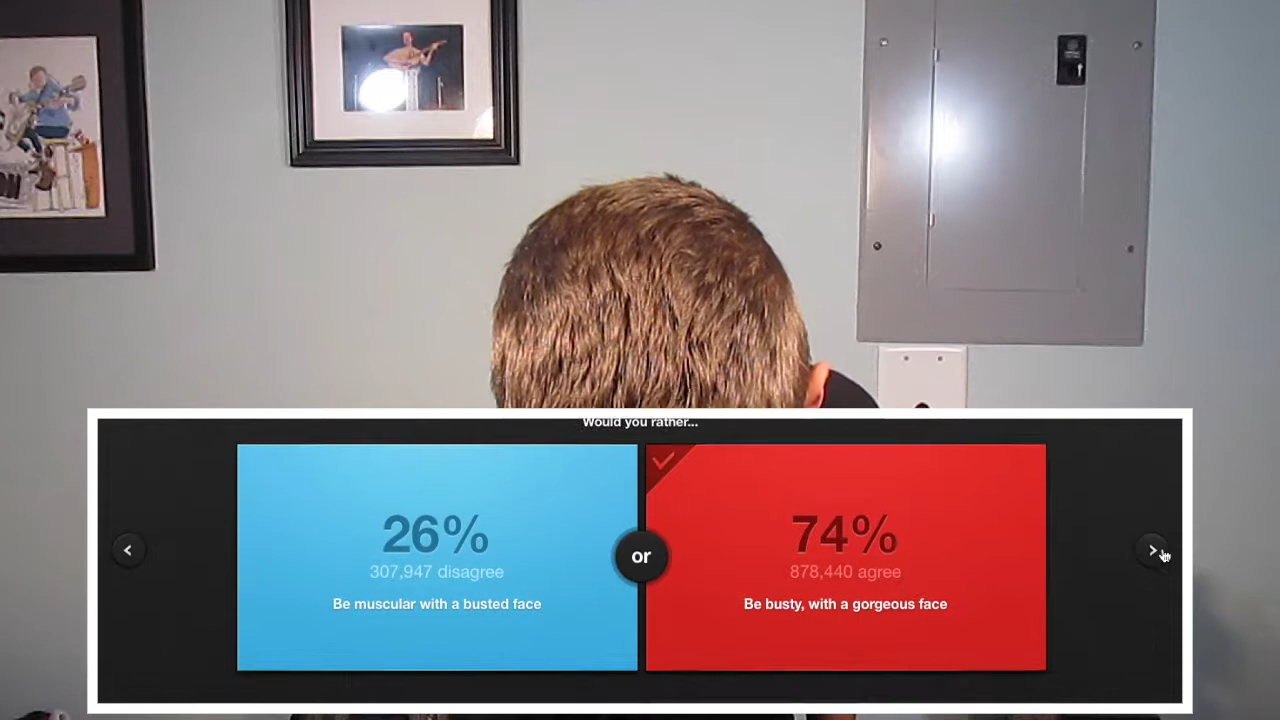 Would you rather...
26%
307,947 disagree
Be muscular with a busted face
or
74%
878,440 agree
Be busty, with a gorgeous face